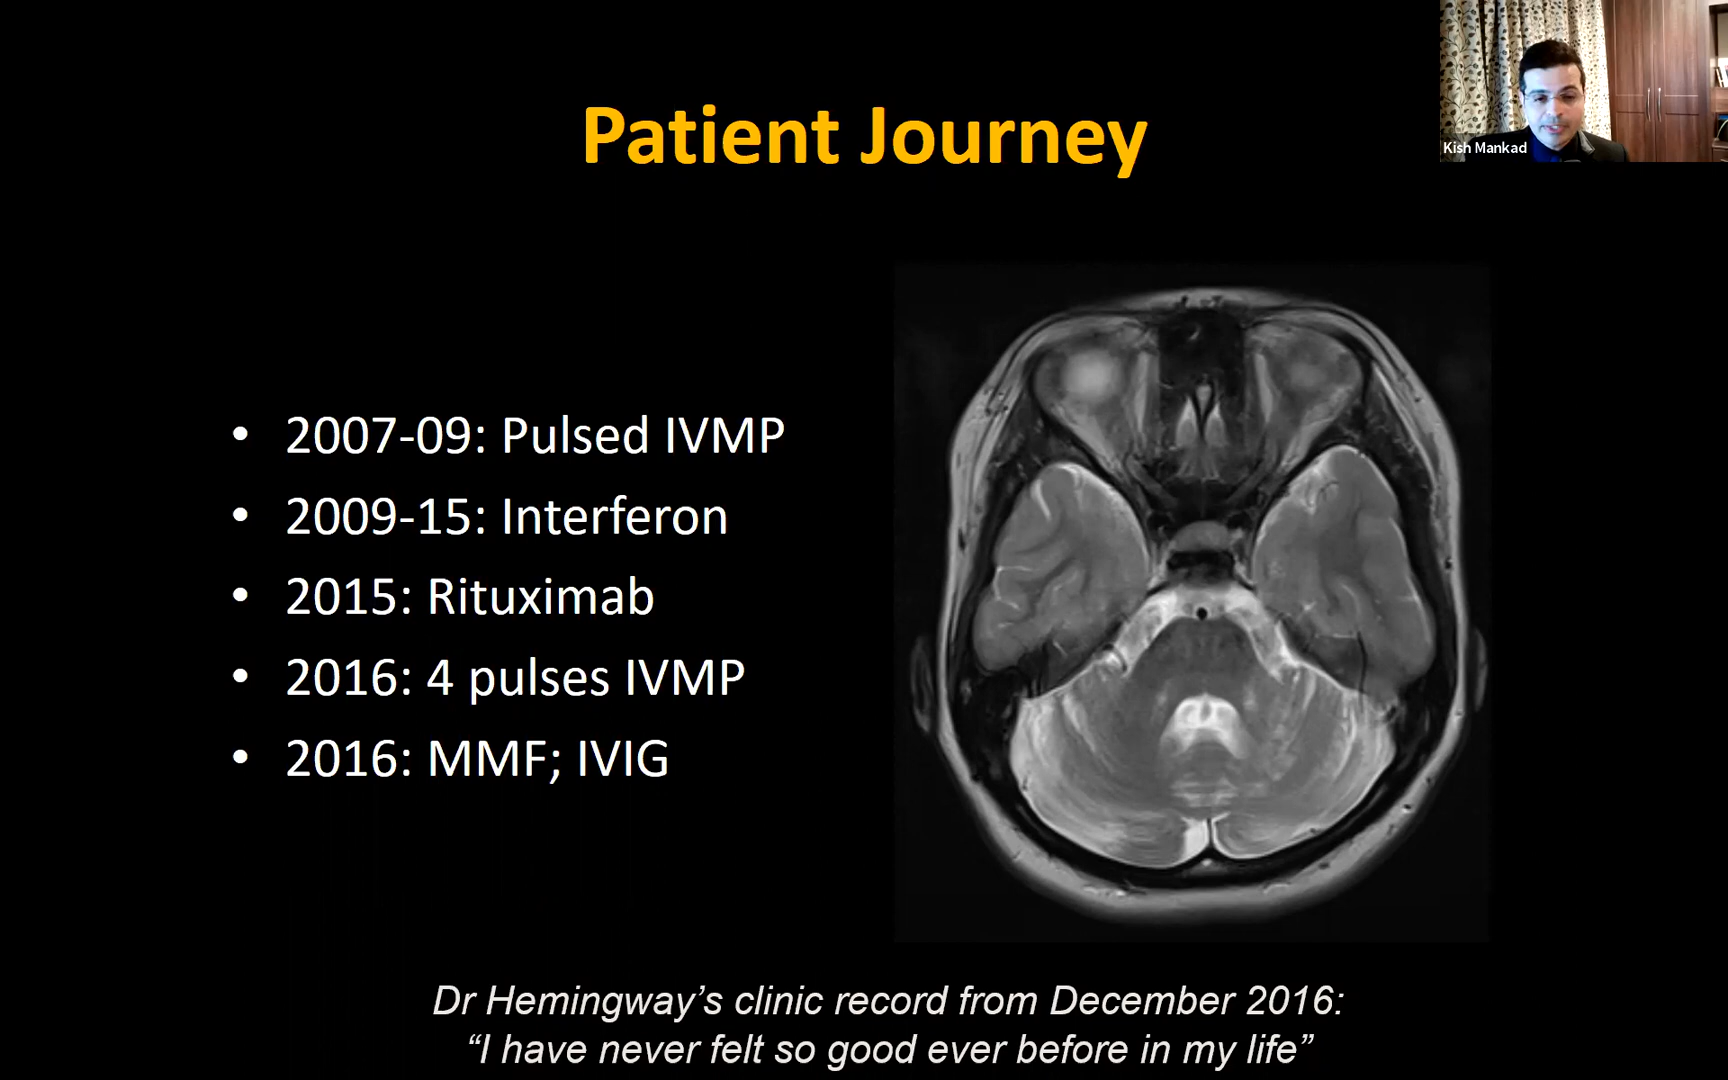 Patient Journey
Kish Mankad
• 2007-09: Pulsed IVMP
• 2009-15: Interferon
• 2015: Rituximab
• 2016: 4 pulses IVMP
• 2016: MMF; IVIG
Dr Hemingway’s clinic record from December 2016:
“I have never felt so good ever before in my life”